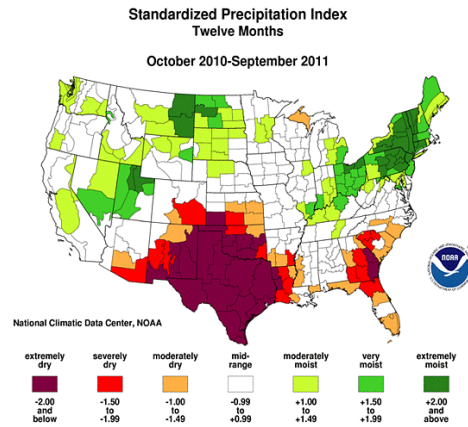 Standardized Precipitation Index
Twelve Months
October 2010-September 2011
NOAA
National Climatic Data Center, NOAA
extremely dry
severely dry
moderately dry
mid-range
moderately moist
very moist
extremely moist
-2.00 and below
-1.50 to -1.99
-1.00 to -1.49
-0.99 to +0.99
+1.00 to +1.49
+1.50 to +1.99
+2.00 and above